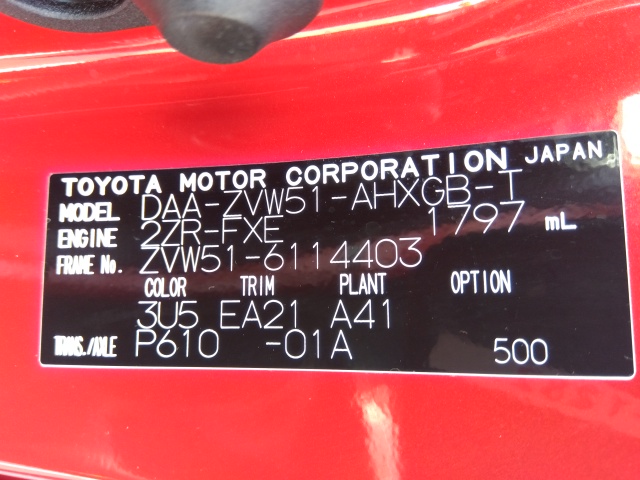 TOYOTA MOTOR CORPORATION JAPAN
MODEL DAA-ZVW51-AHXGB-T
ENGINE 2ZR-FXE 1797 mL
FRAME No. ZVW51-6114403
COLOR TRIM PLANT OPTION
3U5 EA21 A41
TRANS./AXLE P610 -01A 500